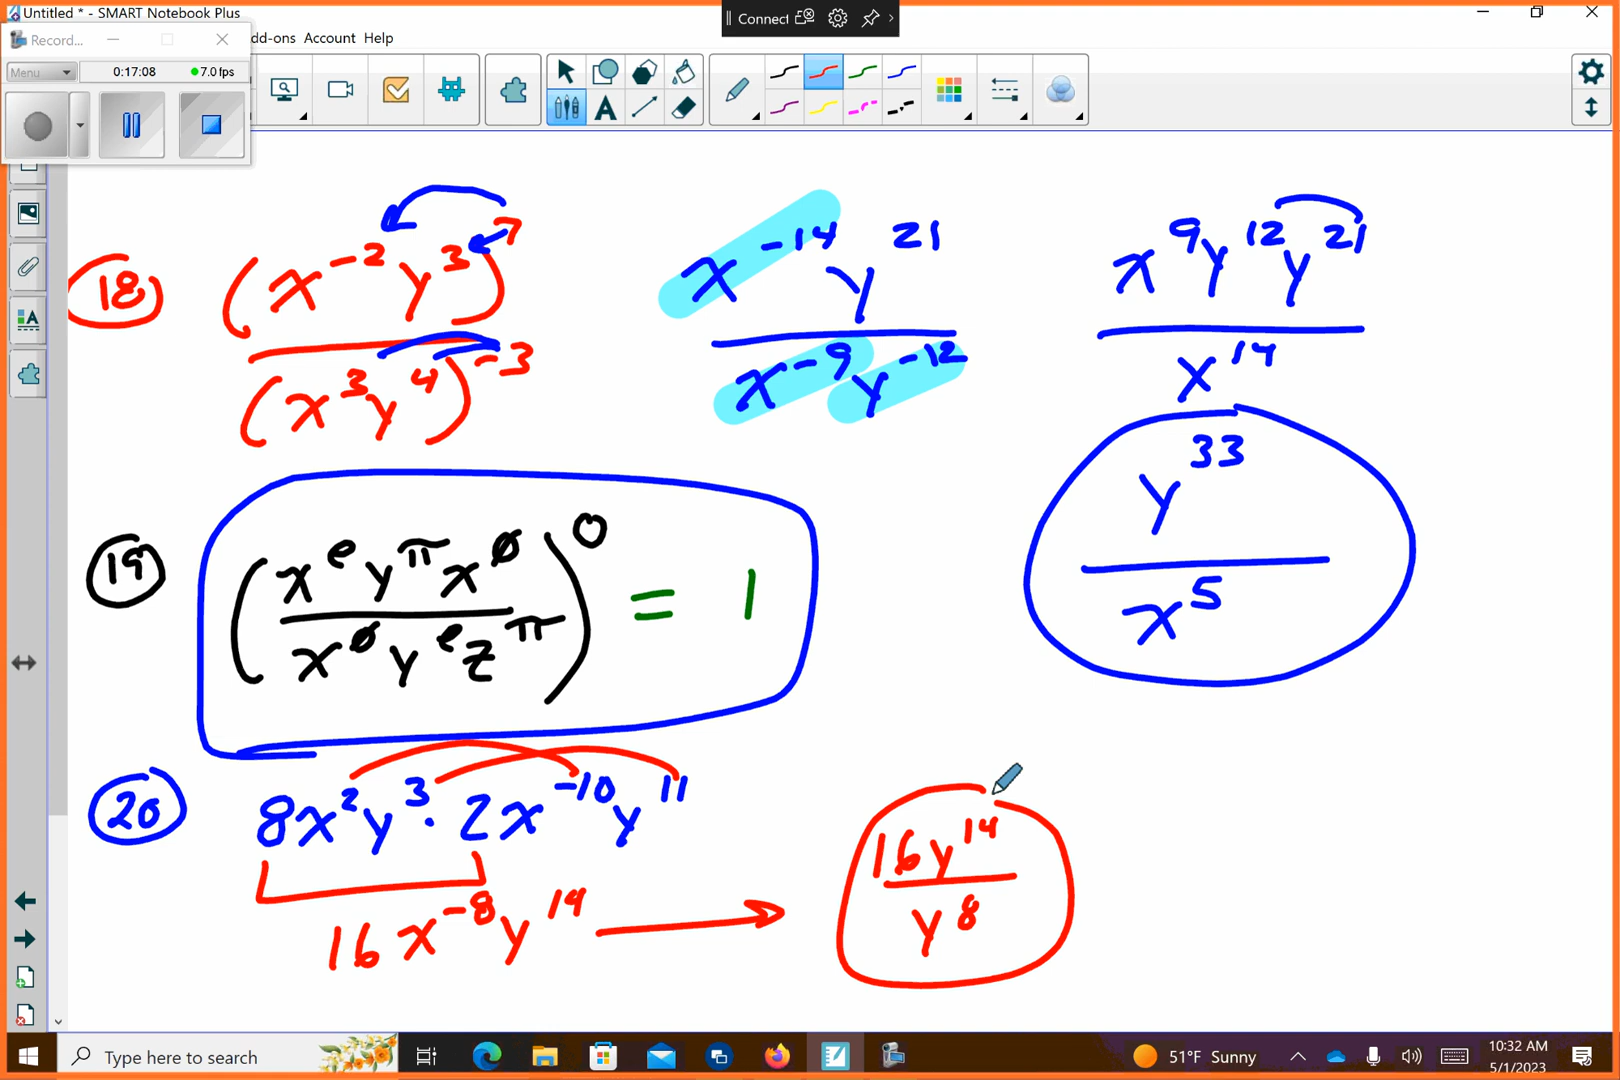 Untitled * - SMART Notebook Plus
Connect
Record...
dd-ons Account Help
Menu 0:17:08 7.0 fps
A
18 (x^-2 y^3)^7 / (x^3 y^4)^-3
x^-14 y^21 / x^-9 y^-12
x^9 y^12 y^21 / x^14
y^33 / x^5
19 (x^e y^π x^0 / x^0 y^e z^π)^0 = 1
20 8x^2 y^3 · 2x^-10 y^11
16x^-8 y^14 → 16y^14 / y^8
Type here to search
51°F Sunny
10:32 AM
5/1/2023